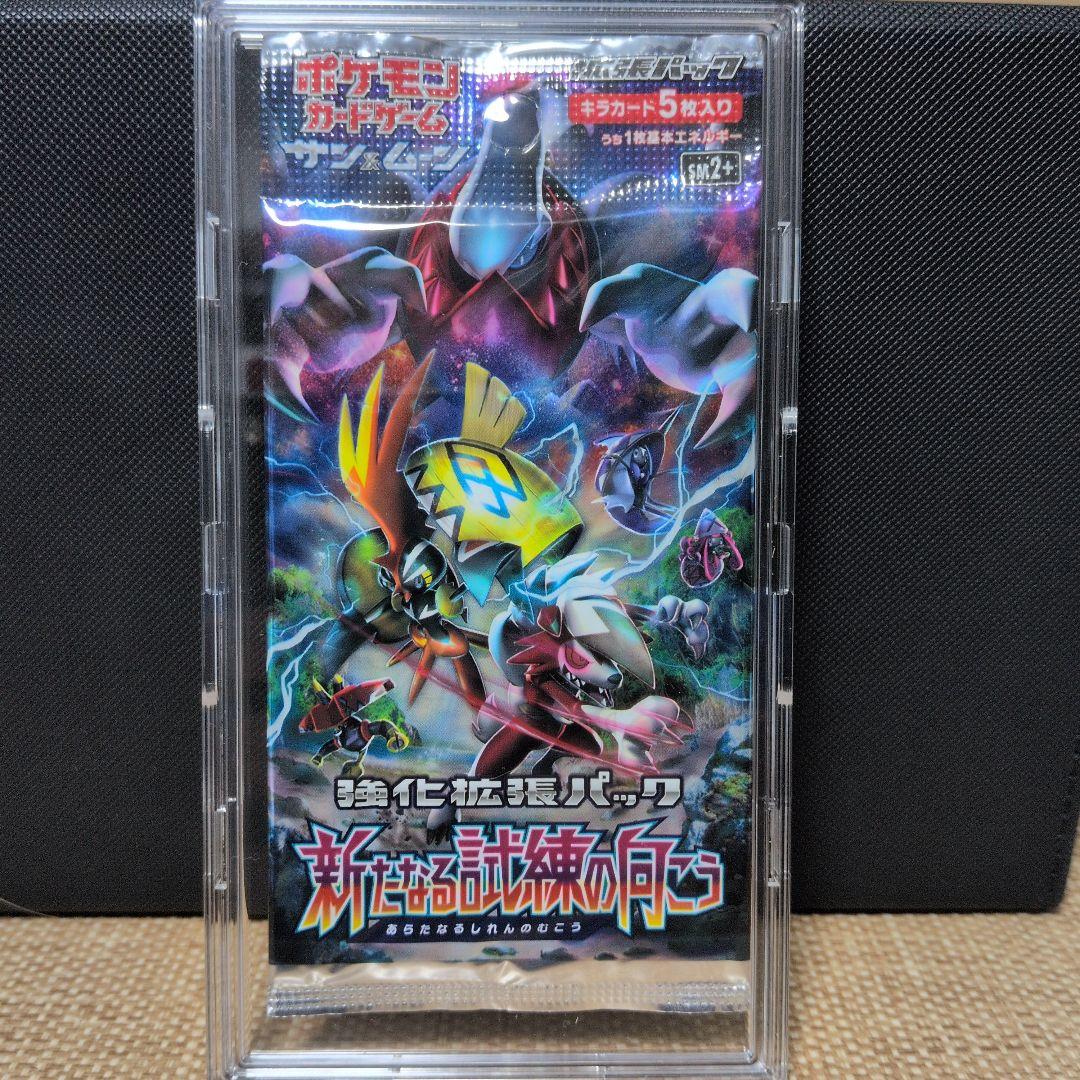 ポケモン
カードゲーム
サン&ムーン
拡張パック
キラカード5枚入り
うち1枚基本エネルギー
SM2+
強化拡張パック
新たなる試練の向こう
あらたなるしれんのむこう